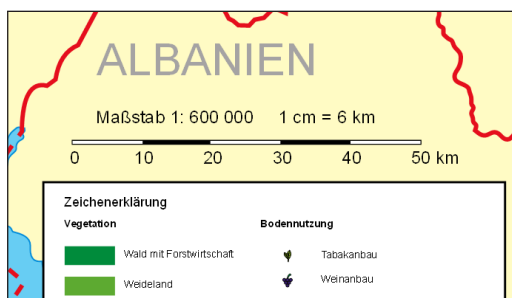 ALBANIEN
Maßstab 1: 600 000 1 cm = 6 km
0 10 20 30 40 50 km
Zeichenerklärung
Vegetation Bodennutzung
Wald mit Forstwirtschaft Tabakanbau
Weideland Weinanbau